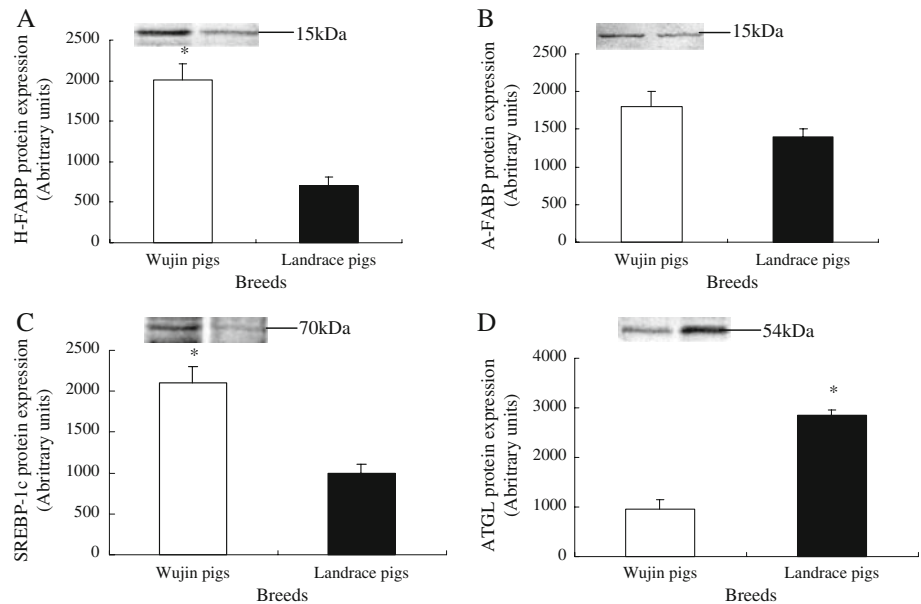 A
H-FABP protein expression
(Abritrary units)
2500
2000
1500
1000
500
0
15kDa
*
Wujin pigs Landrace pigs
Breeds
B
A-FABP protein expression
(Abritrary units)
2500
2000
1500
1000
500
0
15kDa
Wujin pigs Landrace pigs
Breeds
C
SREBP-1c protein expression
(Abritrary units)
2500
2000
1500
1000
500
0
70kDa
*
Wujin pigs Landrace pigs
Breeds
D
ATGL protein expression
(Abritrary units)
4000
3000
2000
1000
0
54kDa
*
Wujin pigs Landrace pigs
Breeds